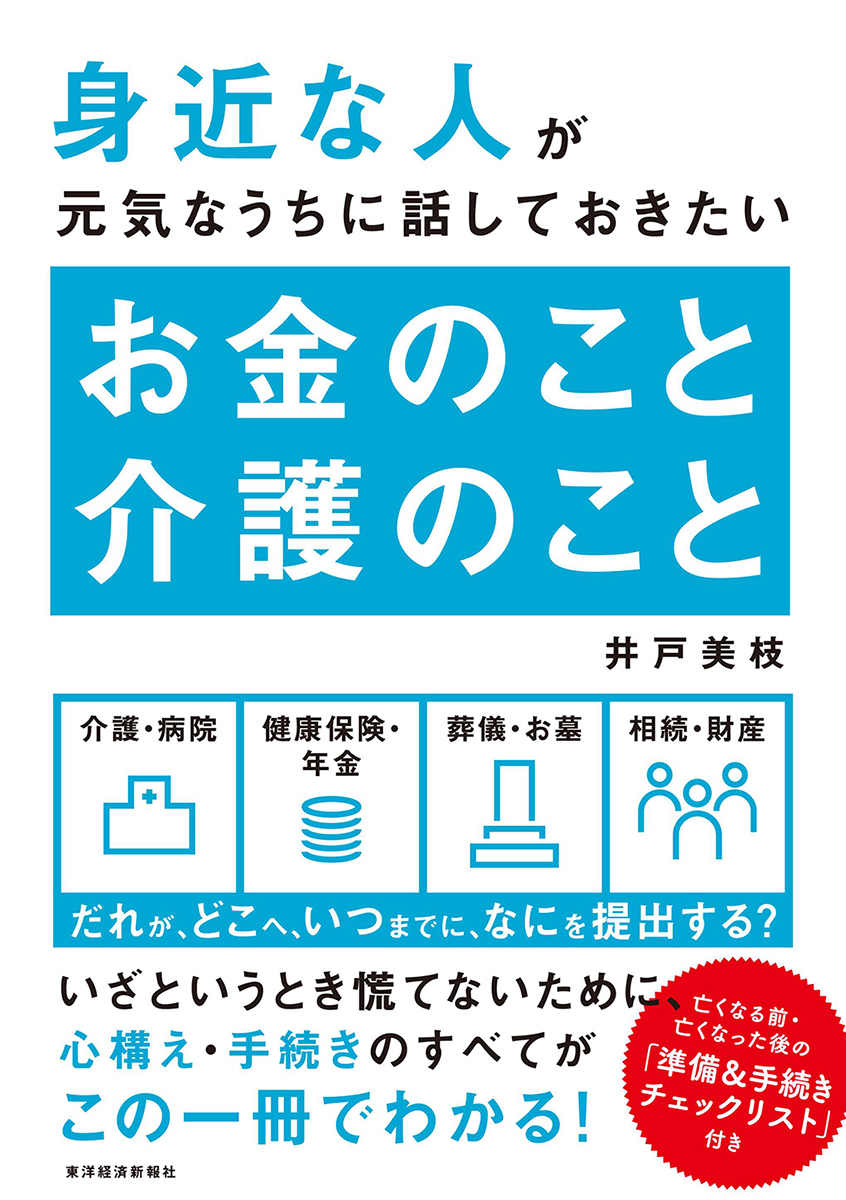 身近な人が
元気なうちに話しておきたい
お金のこと
介護のこと
井戸美枝
介護・病院
健康保険・
年金
葬儀・お墓
相続・財産
だれが、どこへ、いつまでに、なにを提出する?
いざというとき慌てないために、
心構え・手続きのすべてが
この一冊でわかる!
亡くなる前・
亡くなった後の
「準備&手続き
チェックリスト」
付き
東洋経済新報社